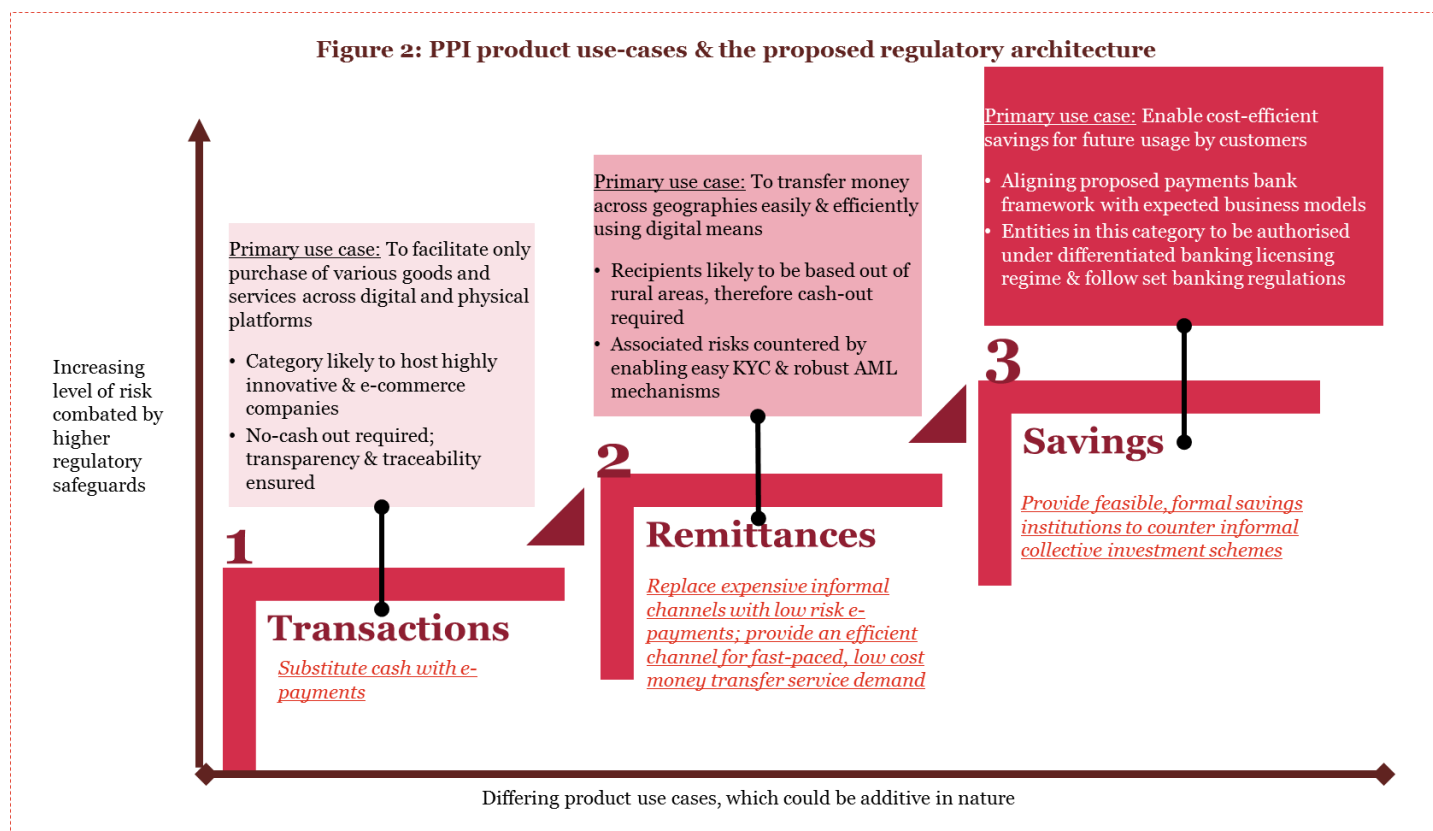 Figure 2: PPI product use-cases & the proposed regulatory architecture
Increasing
level of risk
combated by
higher
regulatory
safeguards
Primary use case: To facilitate only
purchase of various goods and
services across digital and physical
platforms
• Category likely to host highly
innovative & e-commerce
companies
• No-cash out required;
transparency & traceability
ensured
1
Transactions
Substitute cash with e-
payments
Primary use case: To transfer money
across geographies easily & efficiently
using digital means
• Recipients likely to be based out of
rural areas, therefore cash-out
required
• Associated risks countered by
enabling easy KYC & robust AML
mechanisms
2
Remittances
Replace expensive informal
channels with low risk e-
payments; provide an efficient
channel for fast-paced, low cost
money transfer service demand
Primary use case: Enable cost-efficient
savings for future usage by customers
• Aligning proposed payments bank
framework with expected business models
• Entities in this category to be authorised
under differentiated banking licensing
regime & follow set banking regulations
3
Savings
Provide feasible, formal savings
institutions to counter informal
collective investment schemes
Differing product use cases, which could be additive in nature